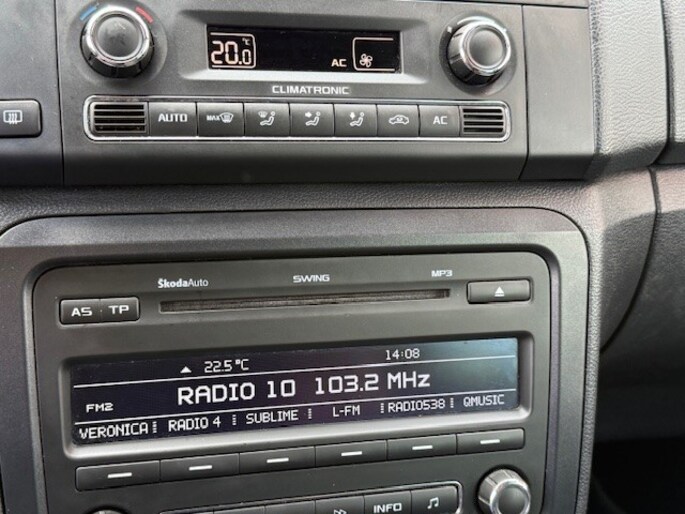 20.0 °C AC
CLIMATRONIC
AUTO MAX AC
ŠkodaAuto SWING MP3
AS TP
22.5°C 14:08
RADIO 10 103.2 MHz
FM2
VERONICA RADIO 4 SUBLIME L-FM RADIO538 QMUSIC
INFO